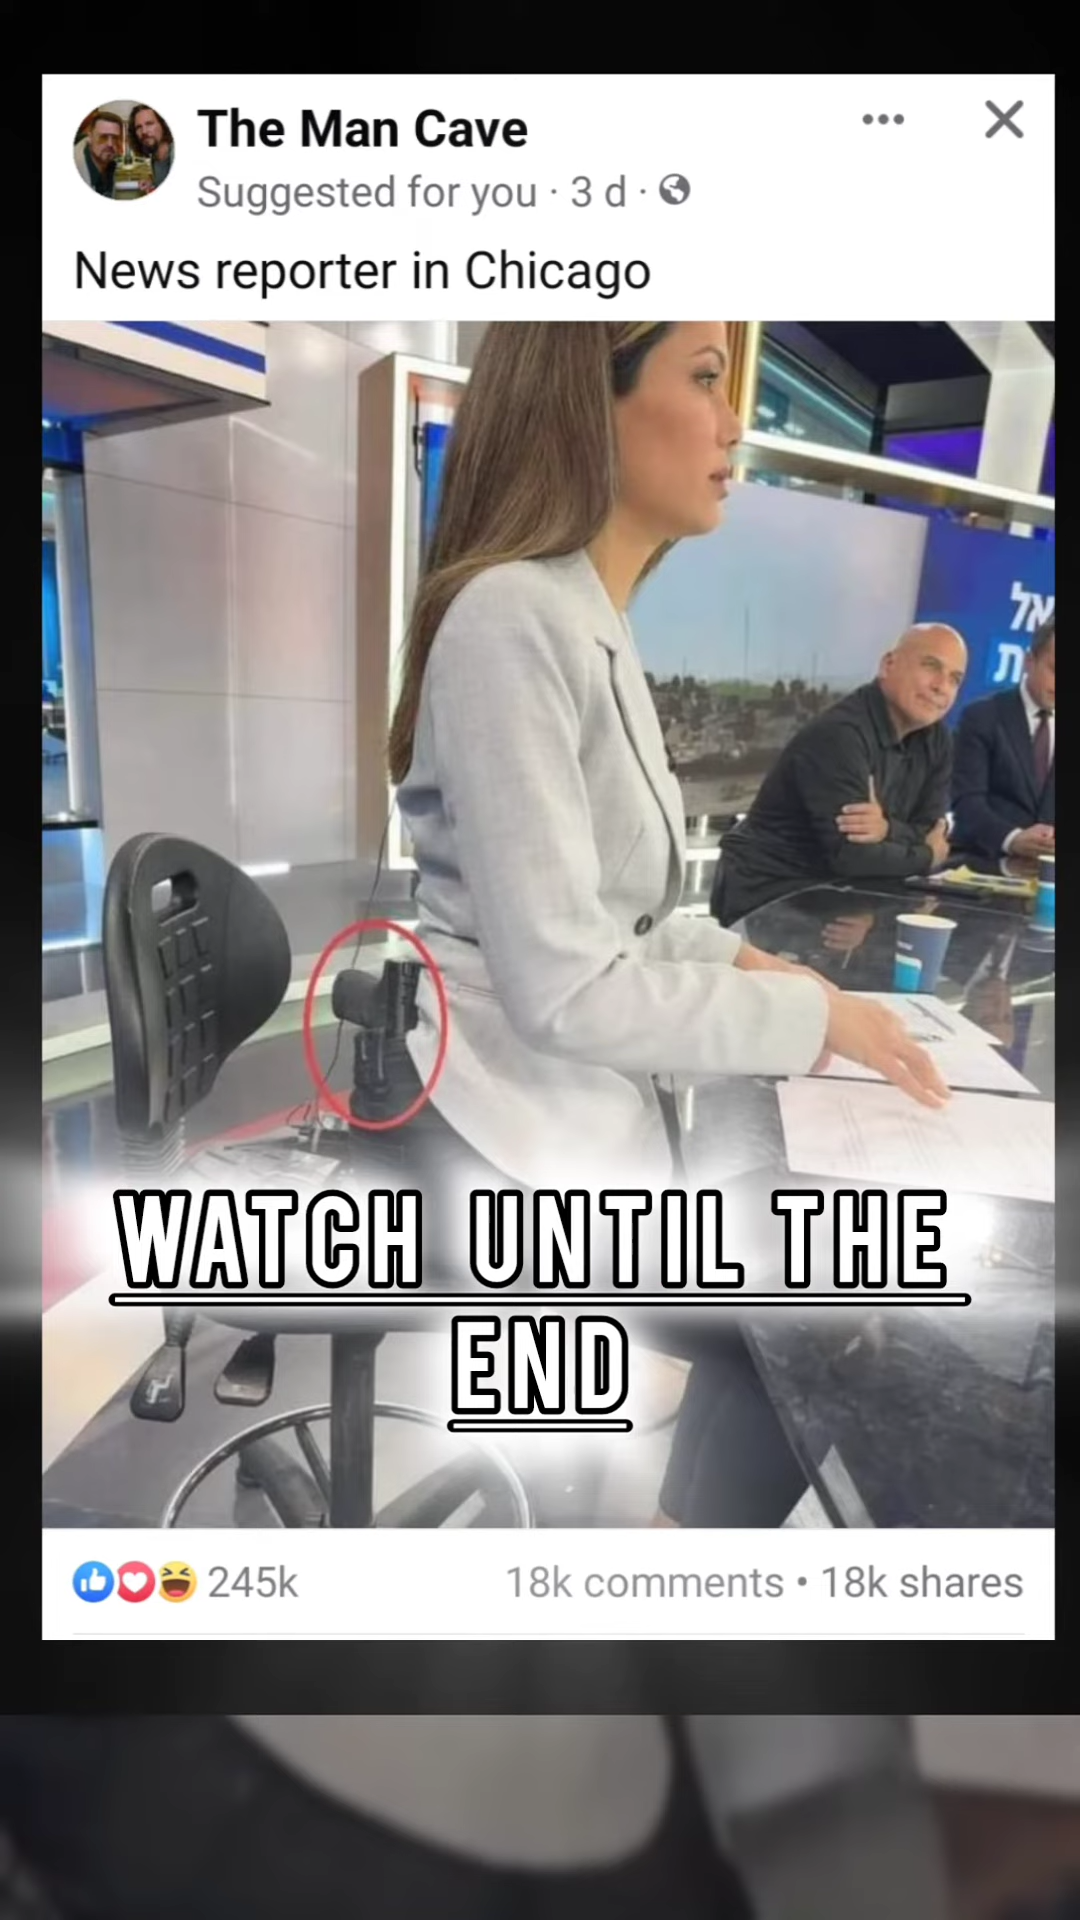 The Man Cave
Suggested for you · 3 d ·
News reporter in Chicago
WATCH UNTIL THE
END
245k
18k comments • 18k shares